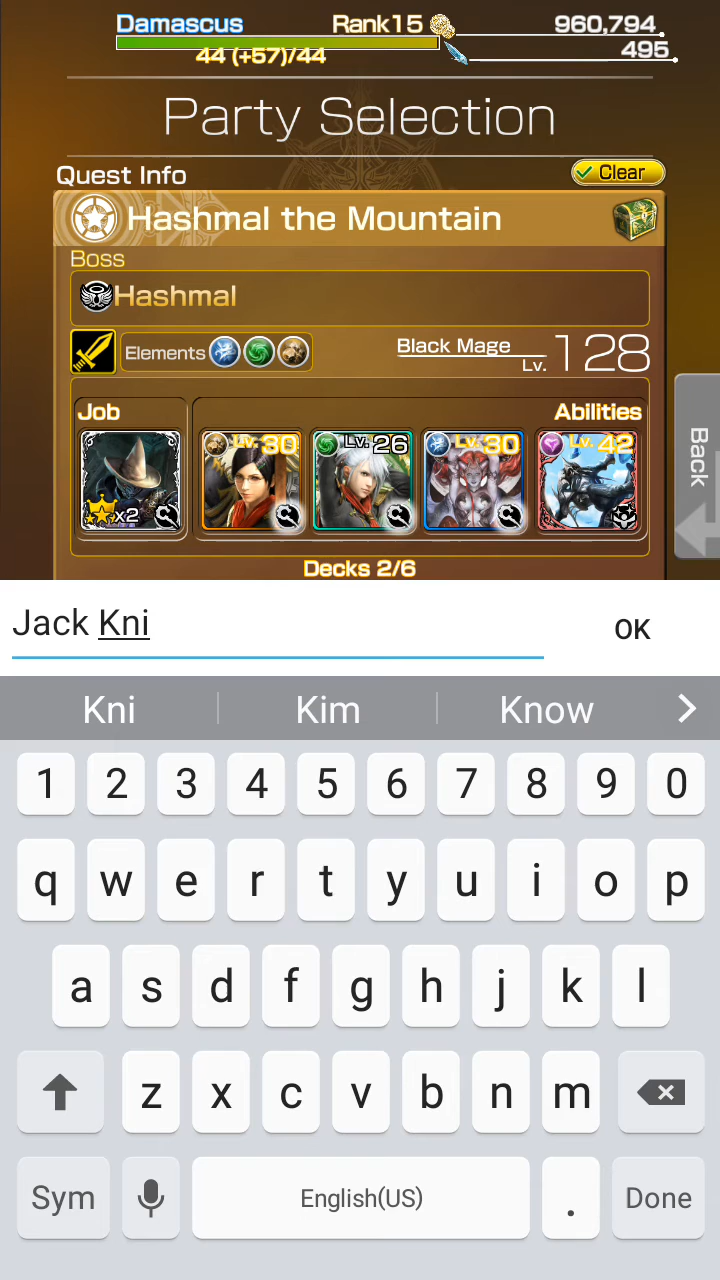 Damascus Rank15 960,794
44 (+57)/44 495
Party Selection
Quest Info Clear
Hashmal the Mountain
Boss
Hashmal
Elements Black Mage Lv. 128
Job Abilities
Back
x2 Lv. 30 Lv. 26 Lv. 30 Lv. 42
Decks 2/6
Jack Kni OK
Kni Kim Know
1 2 3 4 5 6 7 8 9 0
q w e r t y u i o p
a s d f g h j k l
z x c v b n m
Sym English(US) . Done